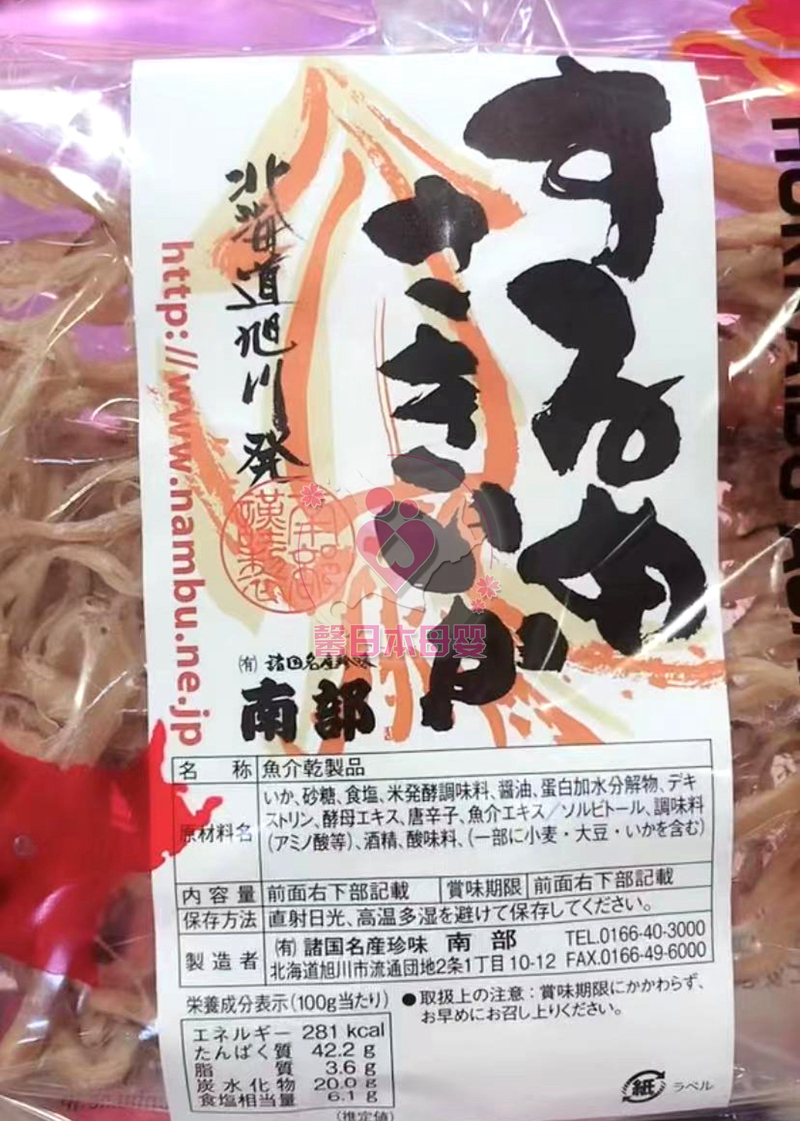 するめ
さきいか
北海道旭川発
http://www.nambu.ne.jp
馨日本母婴
(有)諸国名産珍味
南部
名 称 魚介乾製品
原材料名 いか、砂糖、食塩、米発酵調味料、醤油、蛋白加水分解物、デキ
ストリン、酵母エキス、唐辛子、魚介エキス／ソルビトール、調味料
(アミノ酸等)、酒精、酸味料、(一部に小麦・大豆・いかを含む)
内容量 前面右下部記載 賞味期限 前面右下部記載
保存方法 直射日光、高温多湿を避けて保存してください。
製造者 (有)諸国名産珍味 南部 TEL.0166-40-3000
北海道旭川市流通団地2条1丁目10-12 FAX.0166-49-6000
栄養成分表示(100g当たり)
エネルギー 281 kcal
たんぱく質 42.2 g
脂質 3.6 g
炭水化物 20.0 g
食塩相当量 6.1 g
(推定値)
●取扱上の注意：賞味期限にかかわらず、
お早めにお召し上りください。
紙 ラベル